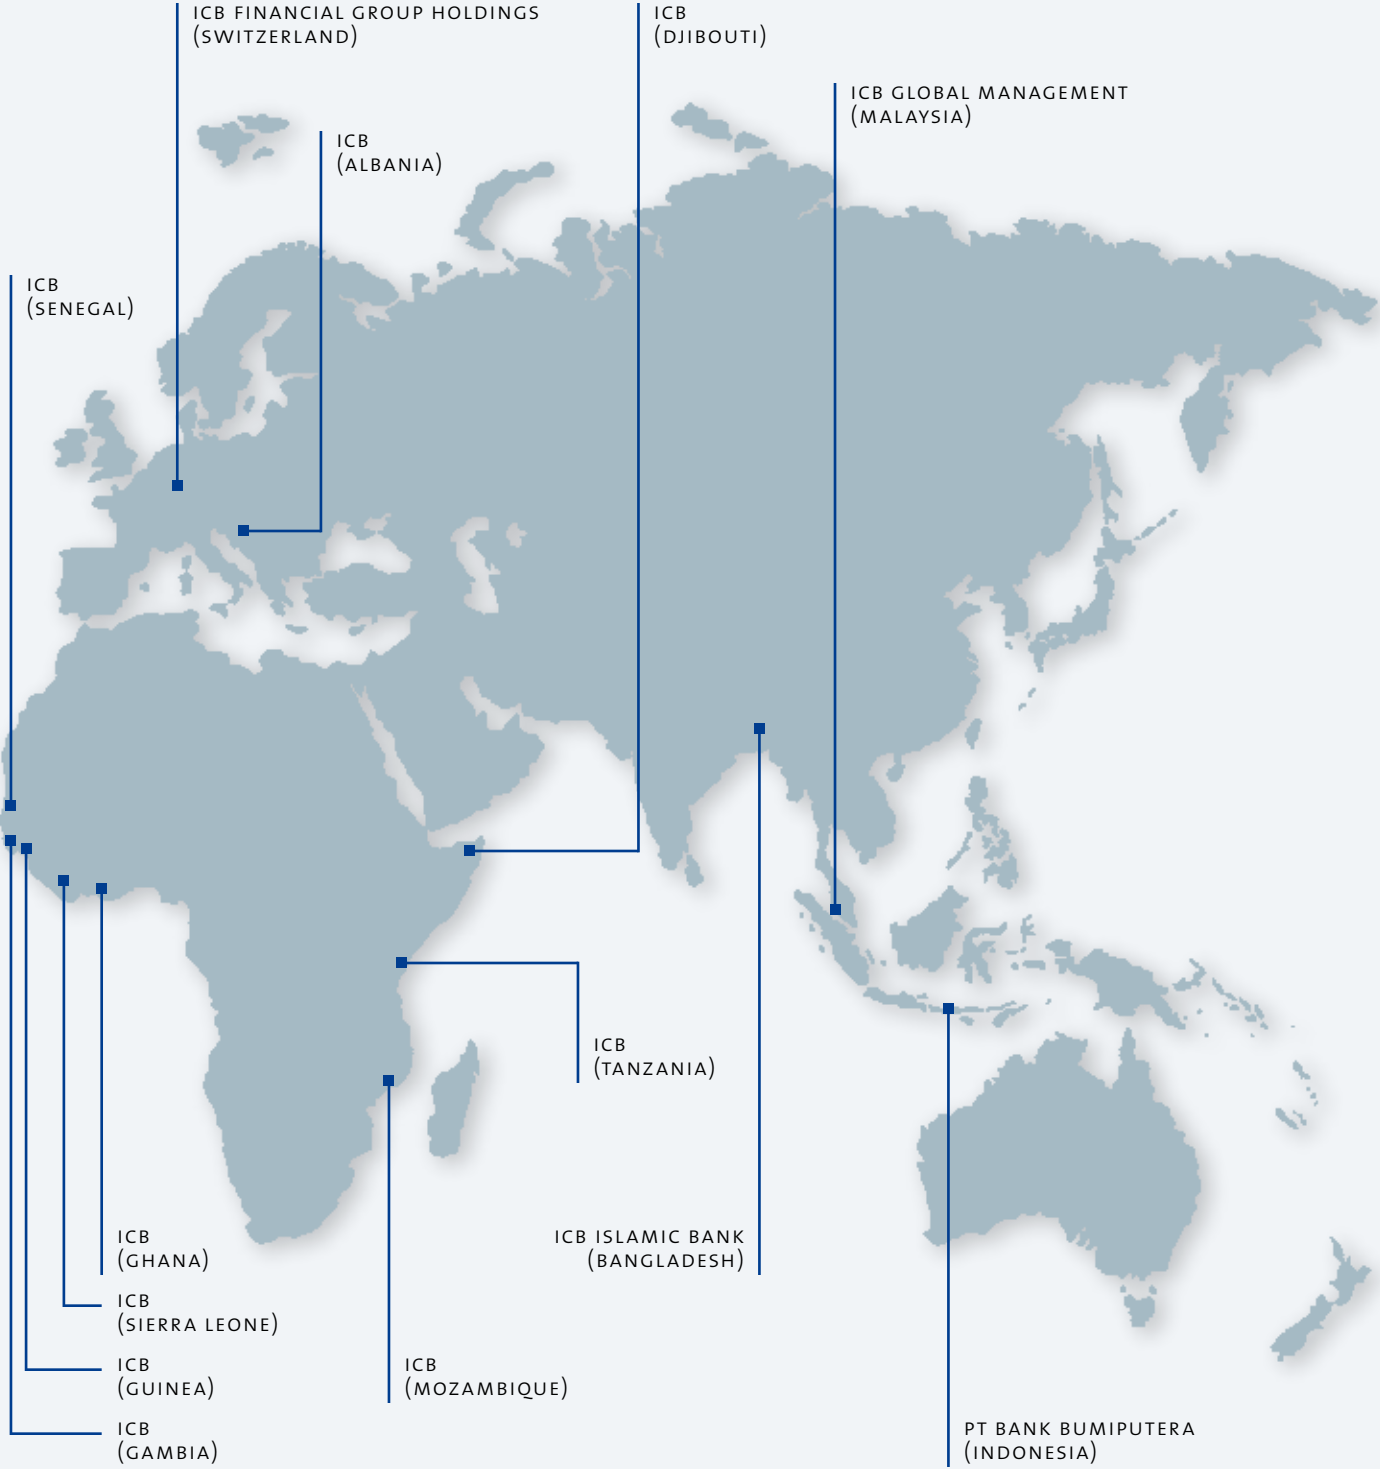 ICB FINANCIAL GROUP HOLDINGS
(SWITZERLAND)
ICB
(DJIBOUTI)
ICB GLOBAL MANAGEMENT
(MALAYSIA)
ICB
(ALBANIA)
ICB
(SENEGAL)
ICB
(TANZANIA)
ICB
(GHANA)
ICB ISLAMIC BANK
(BANGLADESH)
ICB
(SIERRA LEONE)
ICB
(GUINEA)
ICB
(MOZAMBIQUE)
ICB
(GAMBIA)
PT BANK BUMIPUTERA
(INDONESIA)